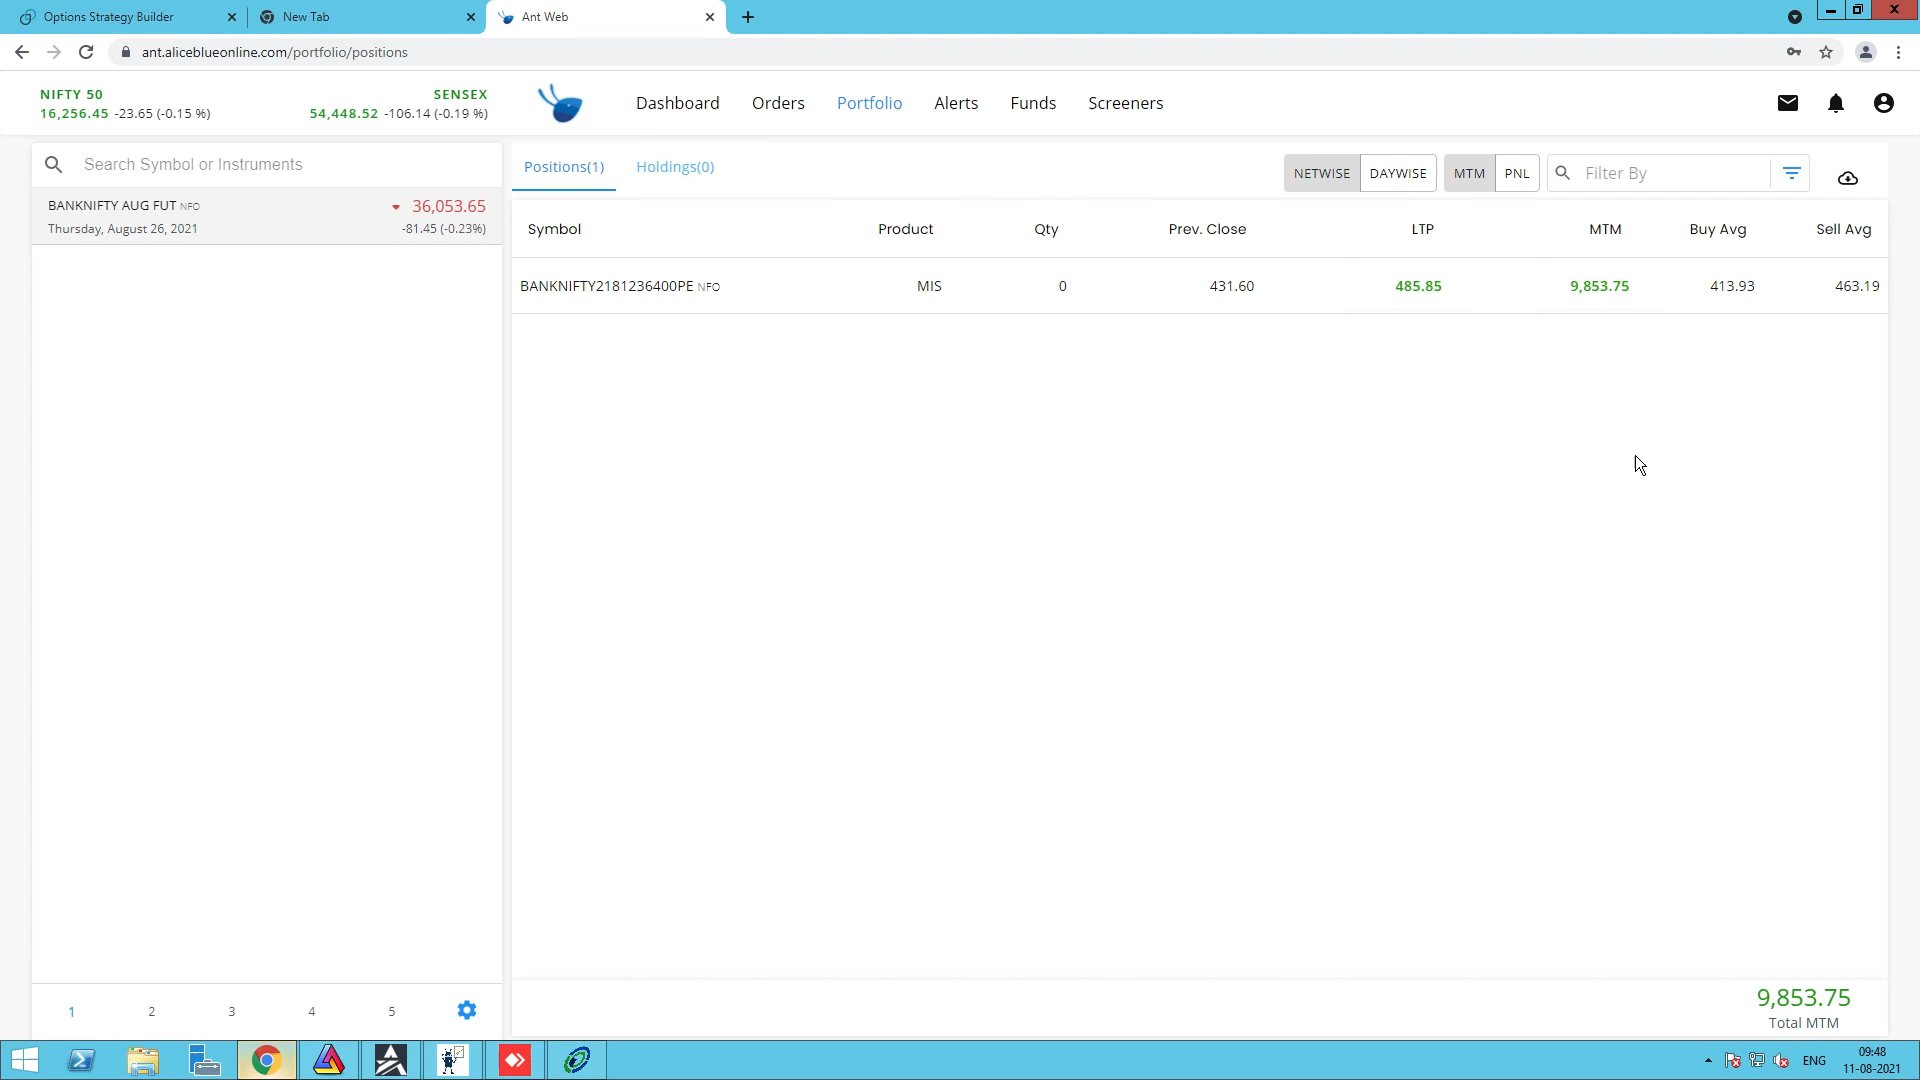 Options Strategy Builder
New Tab
Ant Web
ant.aliceblueonline.com/portfolio/positions
NIFTY 50
16,256.45 -23.65 (-0.15 %)
SENSEX
54,448.52 -106.14 (-0.19 %)
Dashboard
Orders
Portfolio
Alerts
Funds
Screeners
Search Symbol or Instruments
BANKNIFTY AUG FUT NFO
36,053.65
Thursday, August 26, 2021
-81.45 (-0.23%)
Positions(1)
Holdings(0)
NETWISE
DAYWISE
MTM
PNL
Filter By
Symbol
Product
Qty
Prev. Close
LTP
MTM
Buy Avg
Sell Avg
BANKNIFTY2181236400PE NFO
MIS
0
431.60
485.85
9,853.75
413.93
463.19
9,853.75
Total MTM
1
2
3
4
5
ENG
09:48
11-08-2021